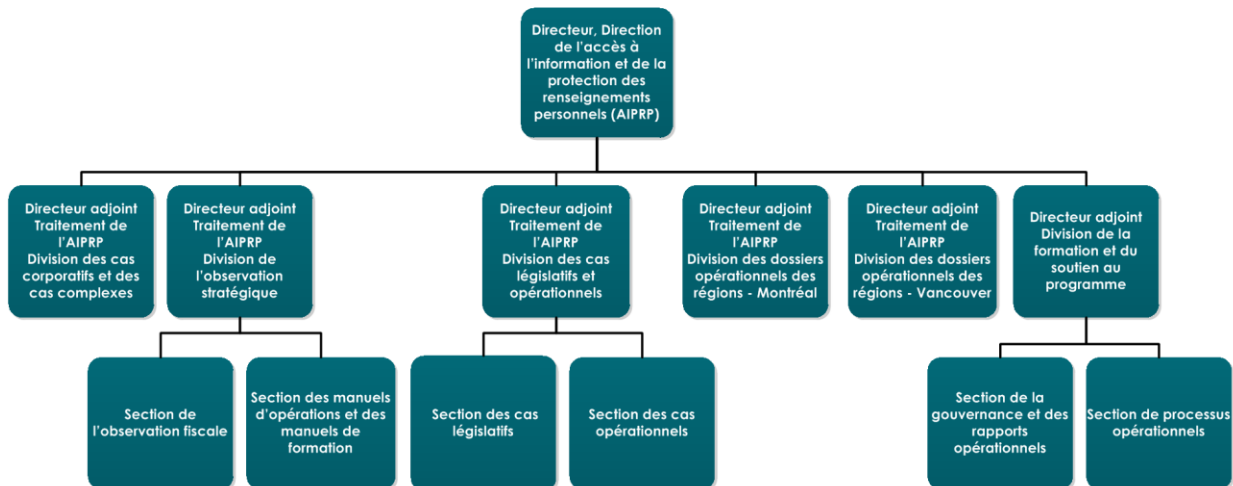 Directeur, Direction
de l'accès à
l'information et de la
protection des
renseignements
personnels (AIPRP)
Directeur adjoint
Traitement de
l'AIPRP
Division des cas
corporatifs et des
cas complexes
Directeur adjoint
Traitement de
l'AIPRP
Division de
l'observation
stratégique
Directeur adjoint
Traitement de
l'AIPRP
Division des cas
législatifs et
opérationnels
Directeur adjoint
Traitement de
l'AIPRP
Division des dossiers
opérationnels des
régions - Montréal
Directeur adjoint
Traitement de
l'AIPRP
Division des dossiers
opérationnels des
régions - Vancouver
Directeur adjoint
Division de la
formation et du
soutien au
programme
Section de
l'observation fiscale
Section des manuels
d'opérations et des
manuels de
formation
Section des cas
législatifs
Section des cas
opérationnels
Section de la
gouvernance et des
rapports
opérationnels
Section de processus
opérationnels